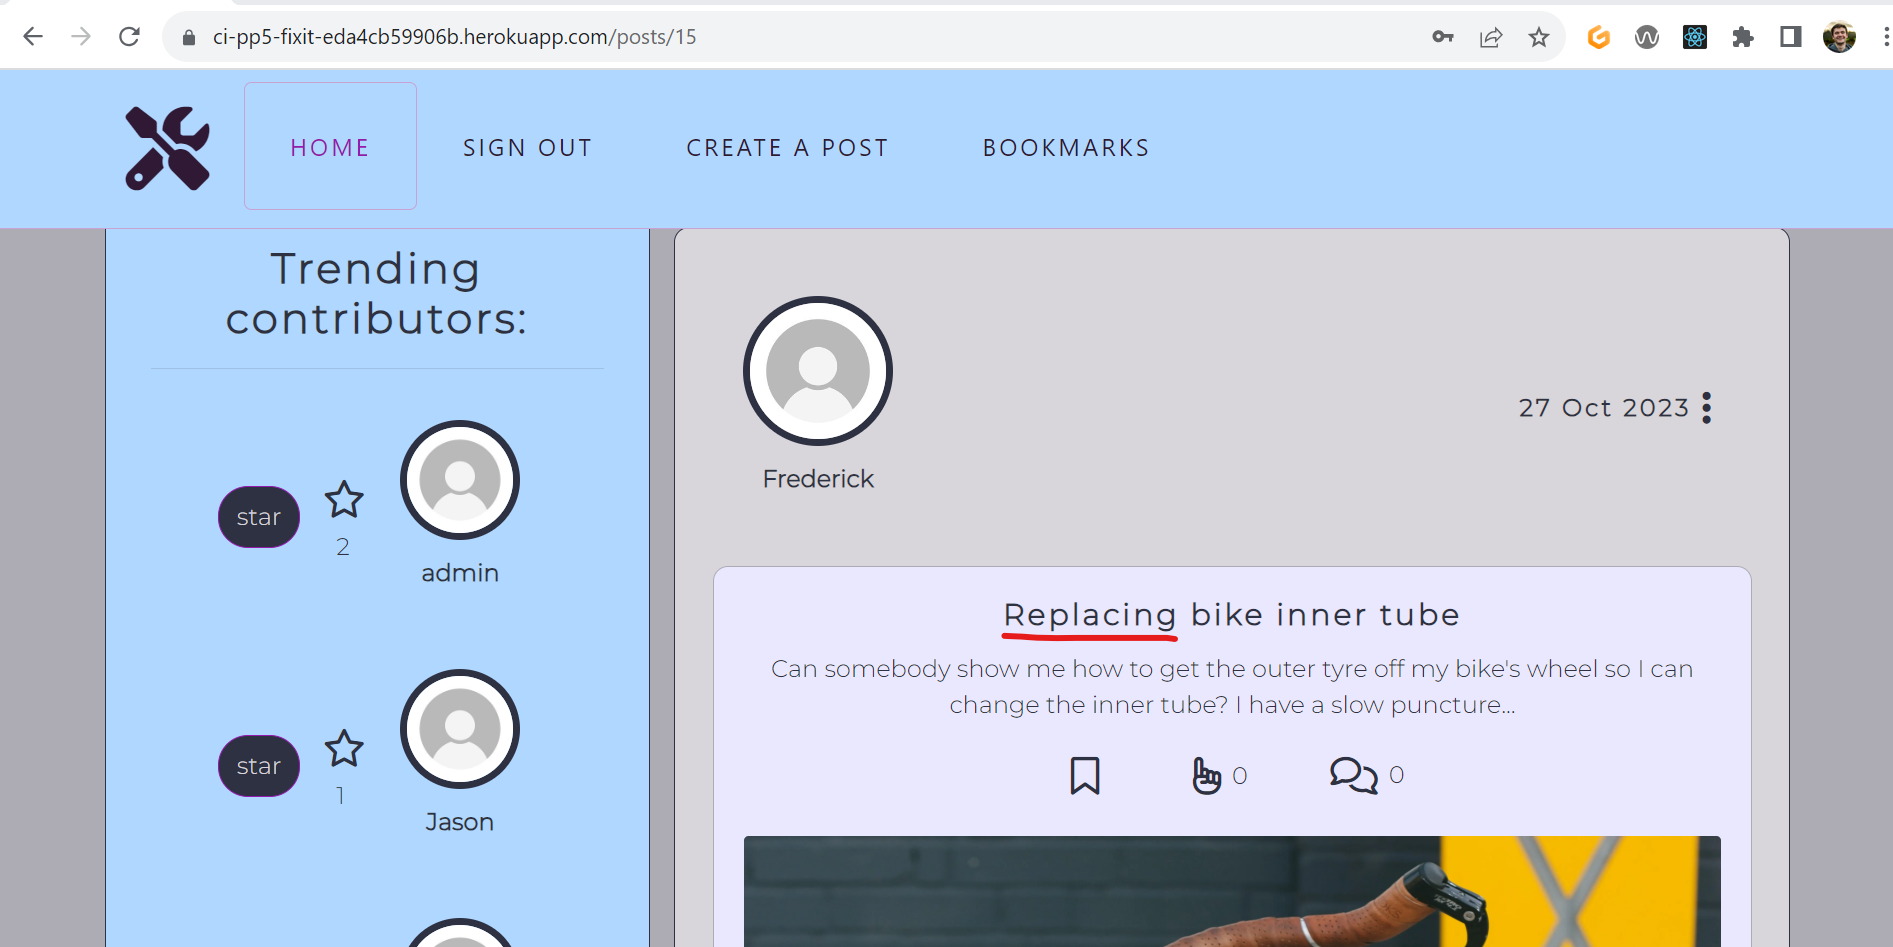 ci-pp5-fixit-eda4cb59906b.herokuapp.com/posts/15
HOME
SIGN OUT
CREATE A POST
BOOKMARKS
Trending
contributors:
star
2
admin
star
1
Jason
Frederick
27 Oct 2023
Replacing bike inner tube
Can somebody show me how to get the outer tyre off my bike's wheel so I can
change the inner tube? I have a slow puncture...
0
0